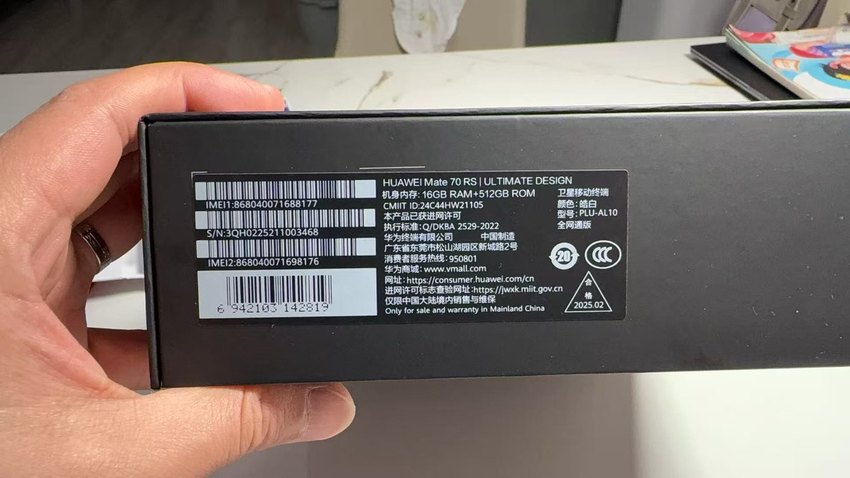 IMEI1:868040071688177
S/N:3QH0225211003468
IMEI2:868040071698176
6 942103 142819
HUAWEI Mate 70 RS | ULTIMATE DESIGN
机身内存: 16GB RAM+512GB ROM
CMIIT ID:24C44HW21105
本产品已获进网许可
执行标准: Q/DKBA 2529-2022
华为终端有限公司 中国制造
广东省东莞市松山湖园区新城路2号
消费者服务热线: 950801
华为商城: www.vmall.com
网址: https://consumer.huawei.com/cn
进网许可标志查验网址:https://jwxk.miit.gov.cn
仅限中国大陆境内销售与维保
Only for sale and warranty in Mainland China
卫星移动终端
颜色: 皓白
型号: PLU-AL10
全网通版
20
CCC
合
格
2025.02